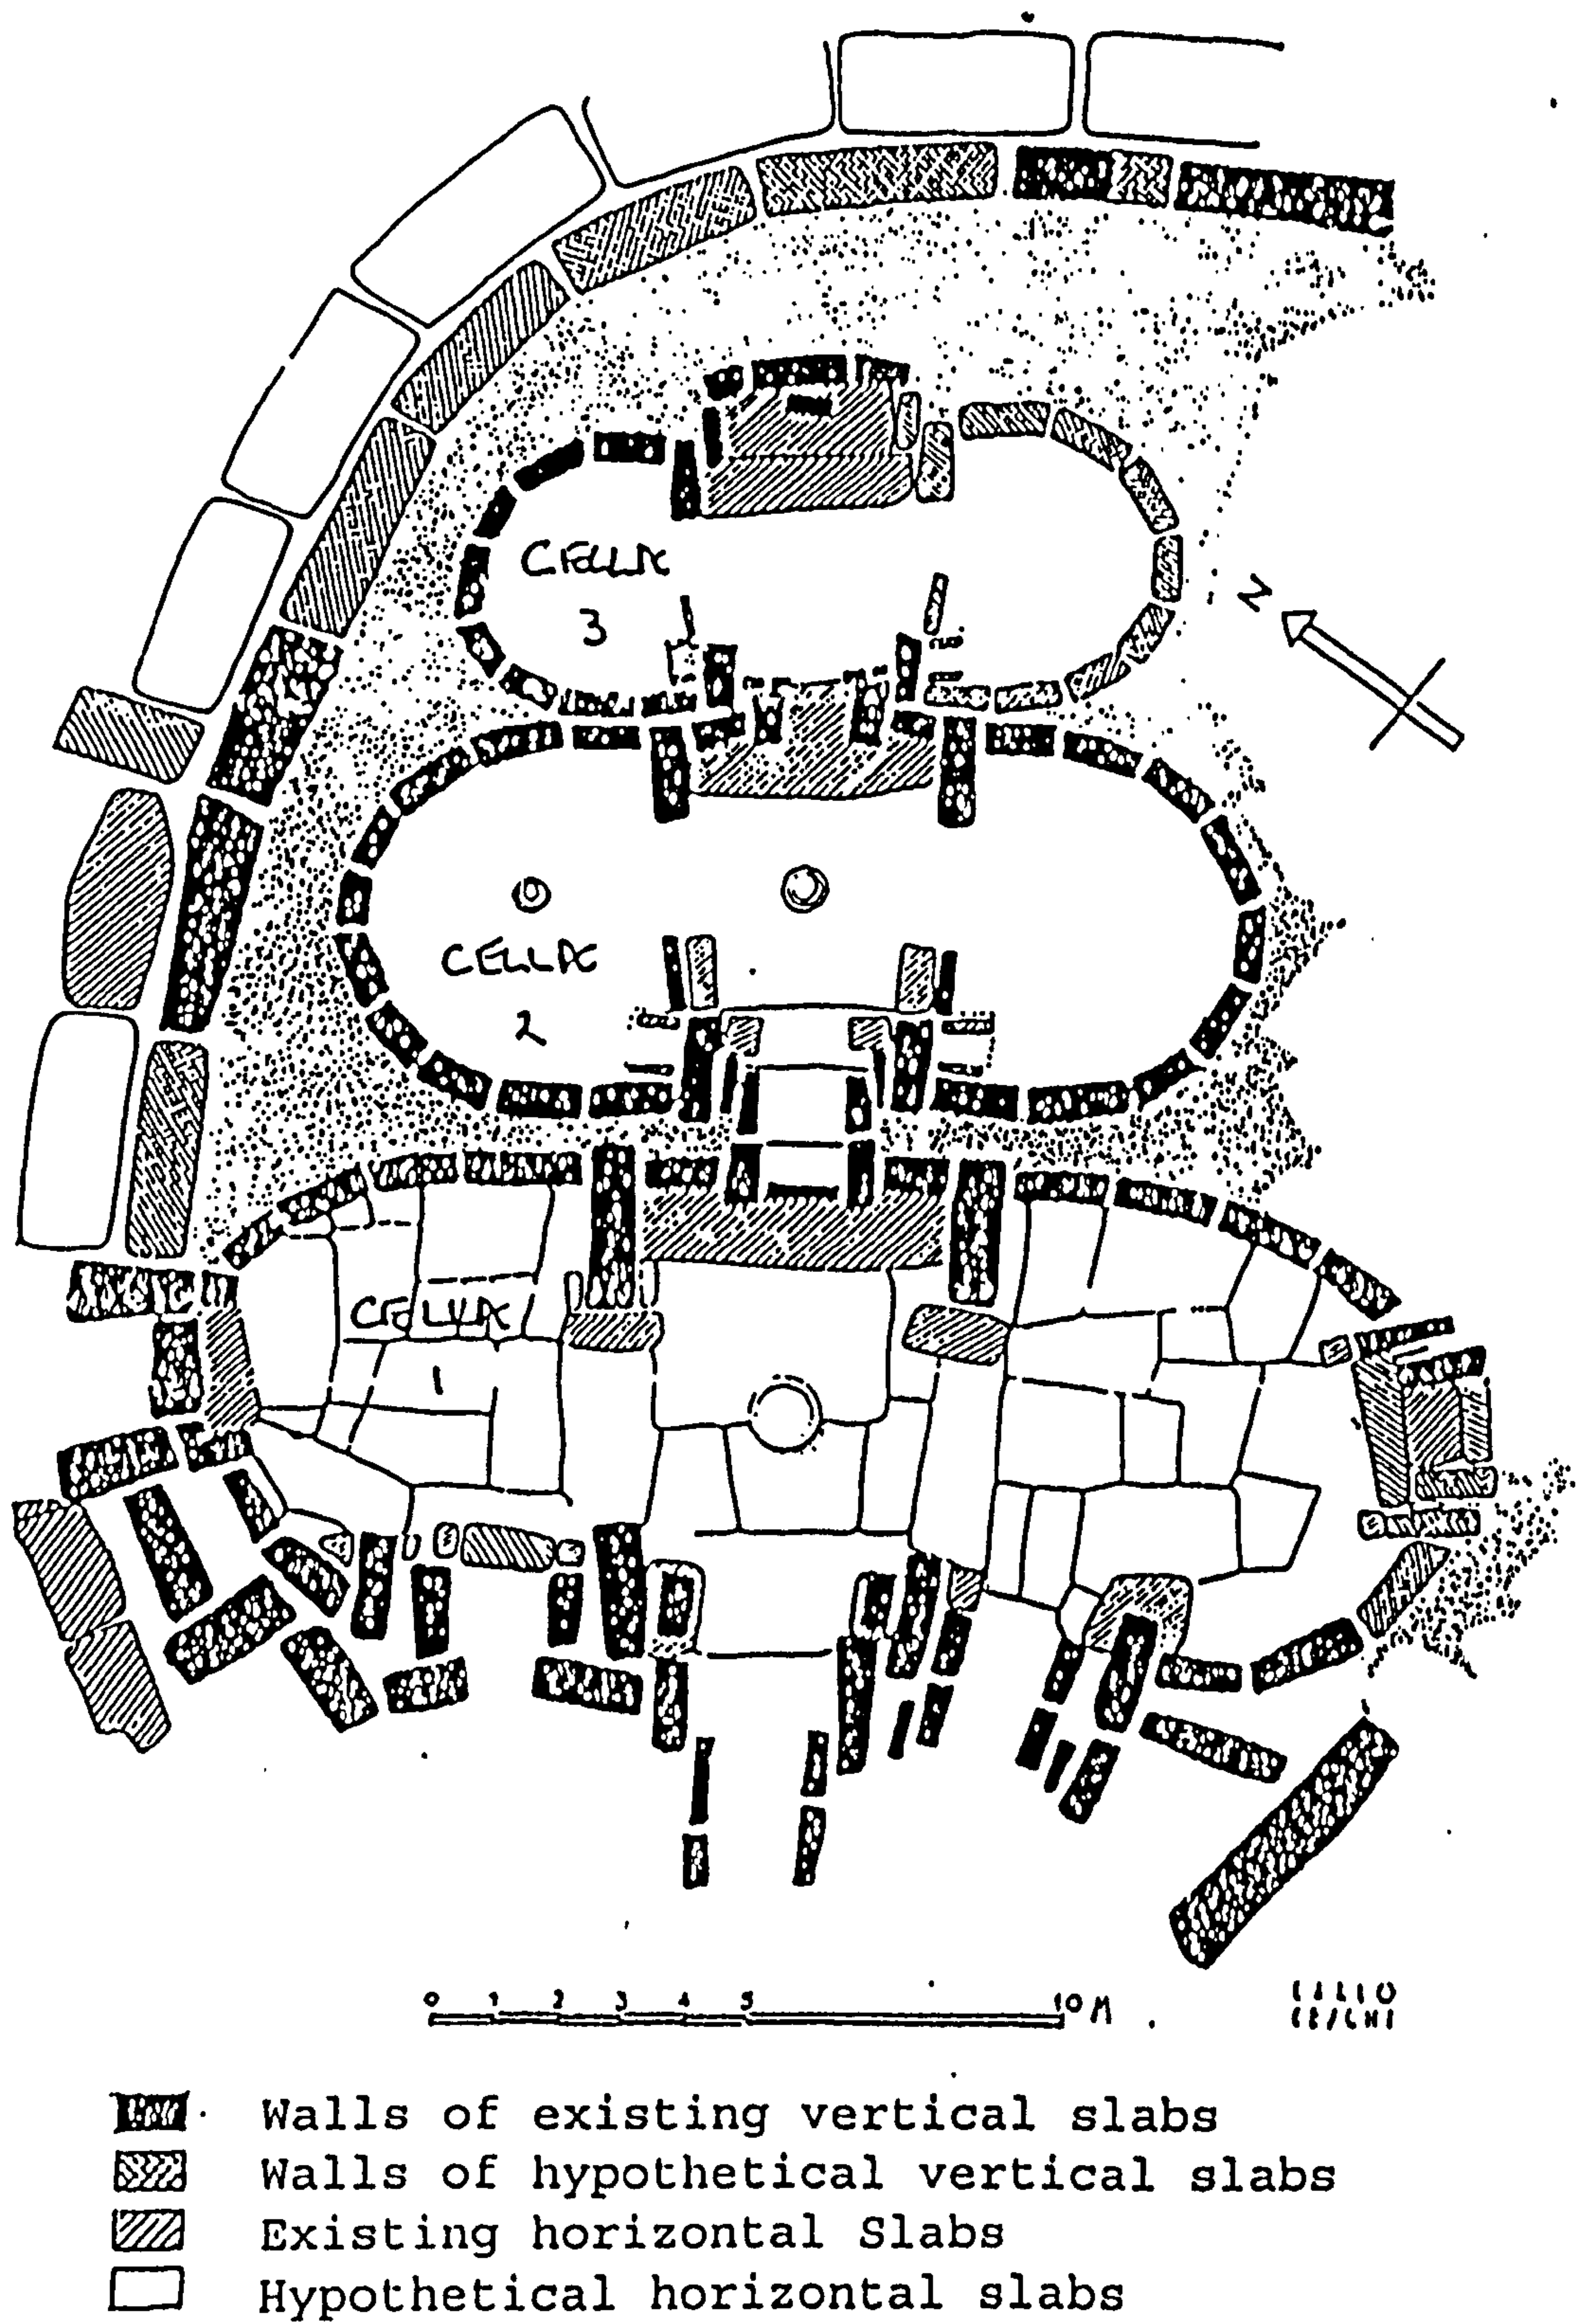 CELLA
3
N
CELLA
2
CELLA
1
0 1 2 3 4 5 10 M
Walls of existing vertical slabs
Walls of hypothetical vertical slabs
Existing horizontal Slabs
Hypothetical horizontal slabs